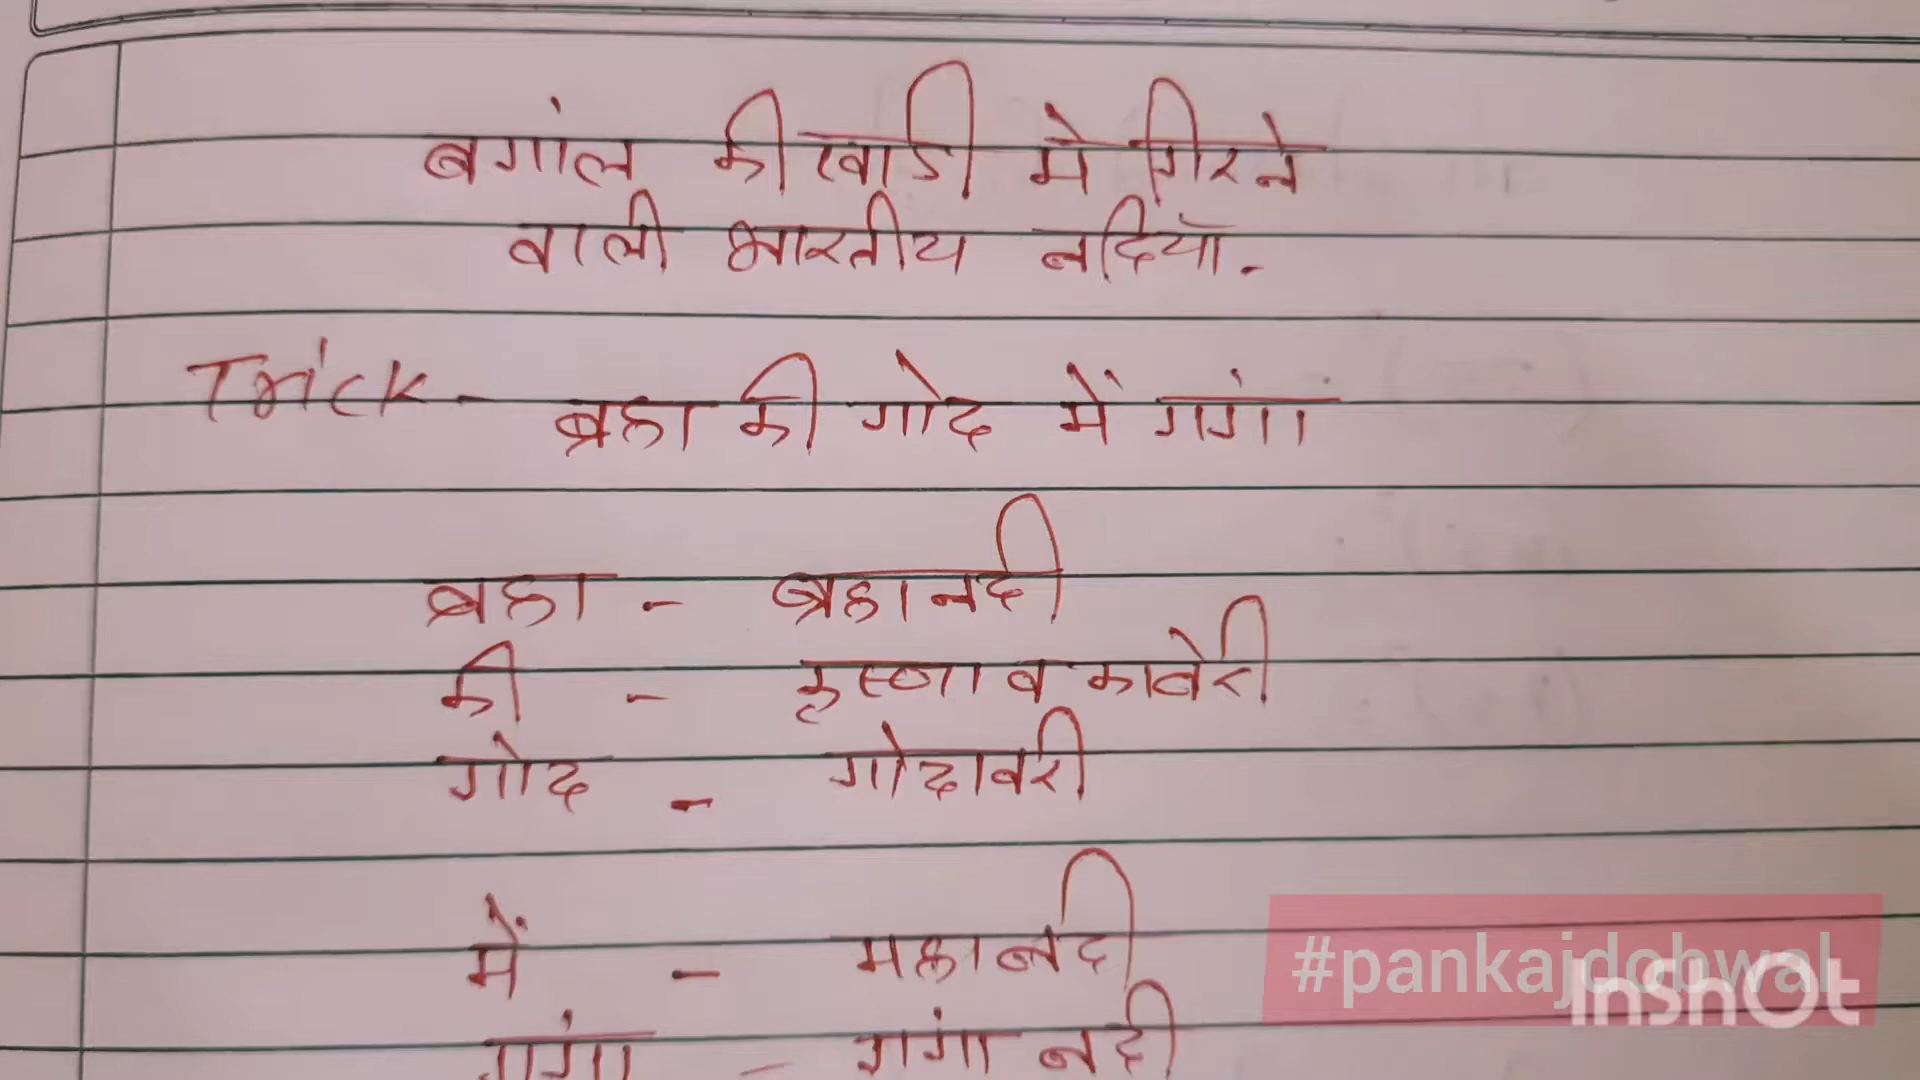 बगांल की खाडी मे गिरने
वाली भारतीय नदियाँ.
Trick - ब्रह्मा की गोद में गंगा
ब्रह्मा - ब्रह्मानदी
की - कृष्णा व कावेरी
गोद - गोदावरी
में - महानदी
गंगा - गंगा नदी
#pankajdobwal
InShOt